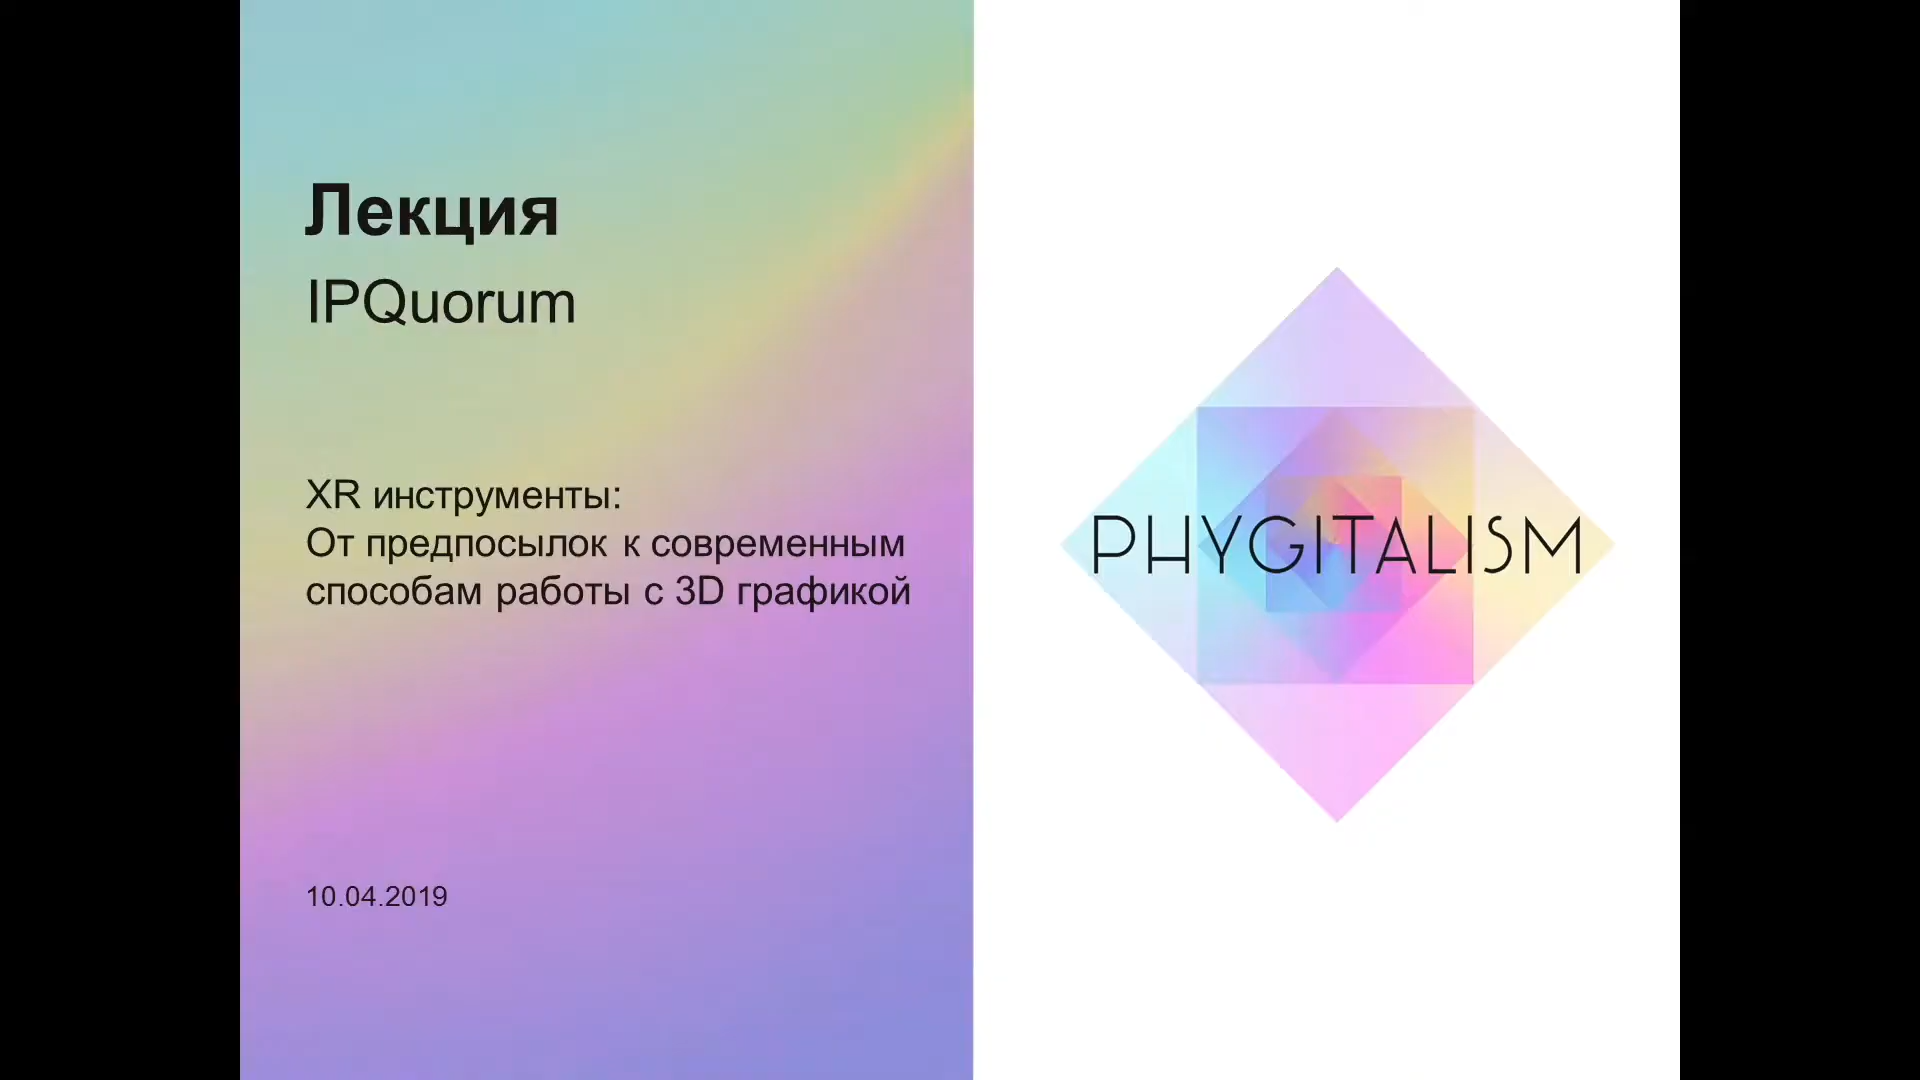 Лекция
IPQuorum
XR инструменты:
От предпосылок к современным
способам работы с 3D графикой
10.04.2019
PHYGITALISM